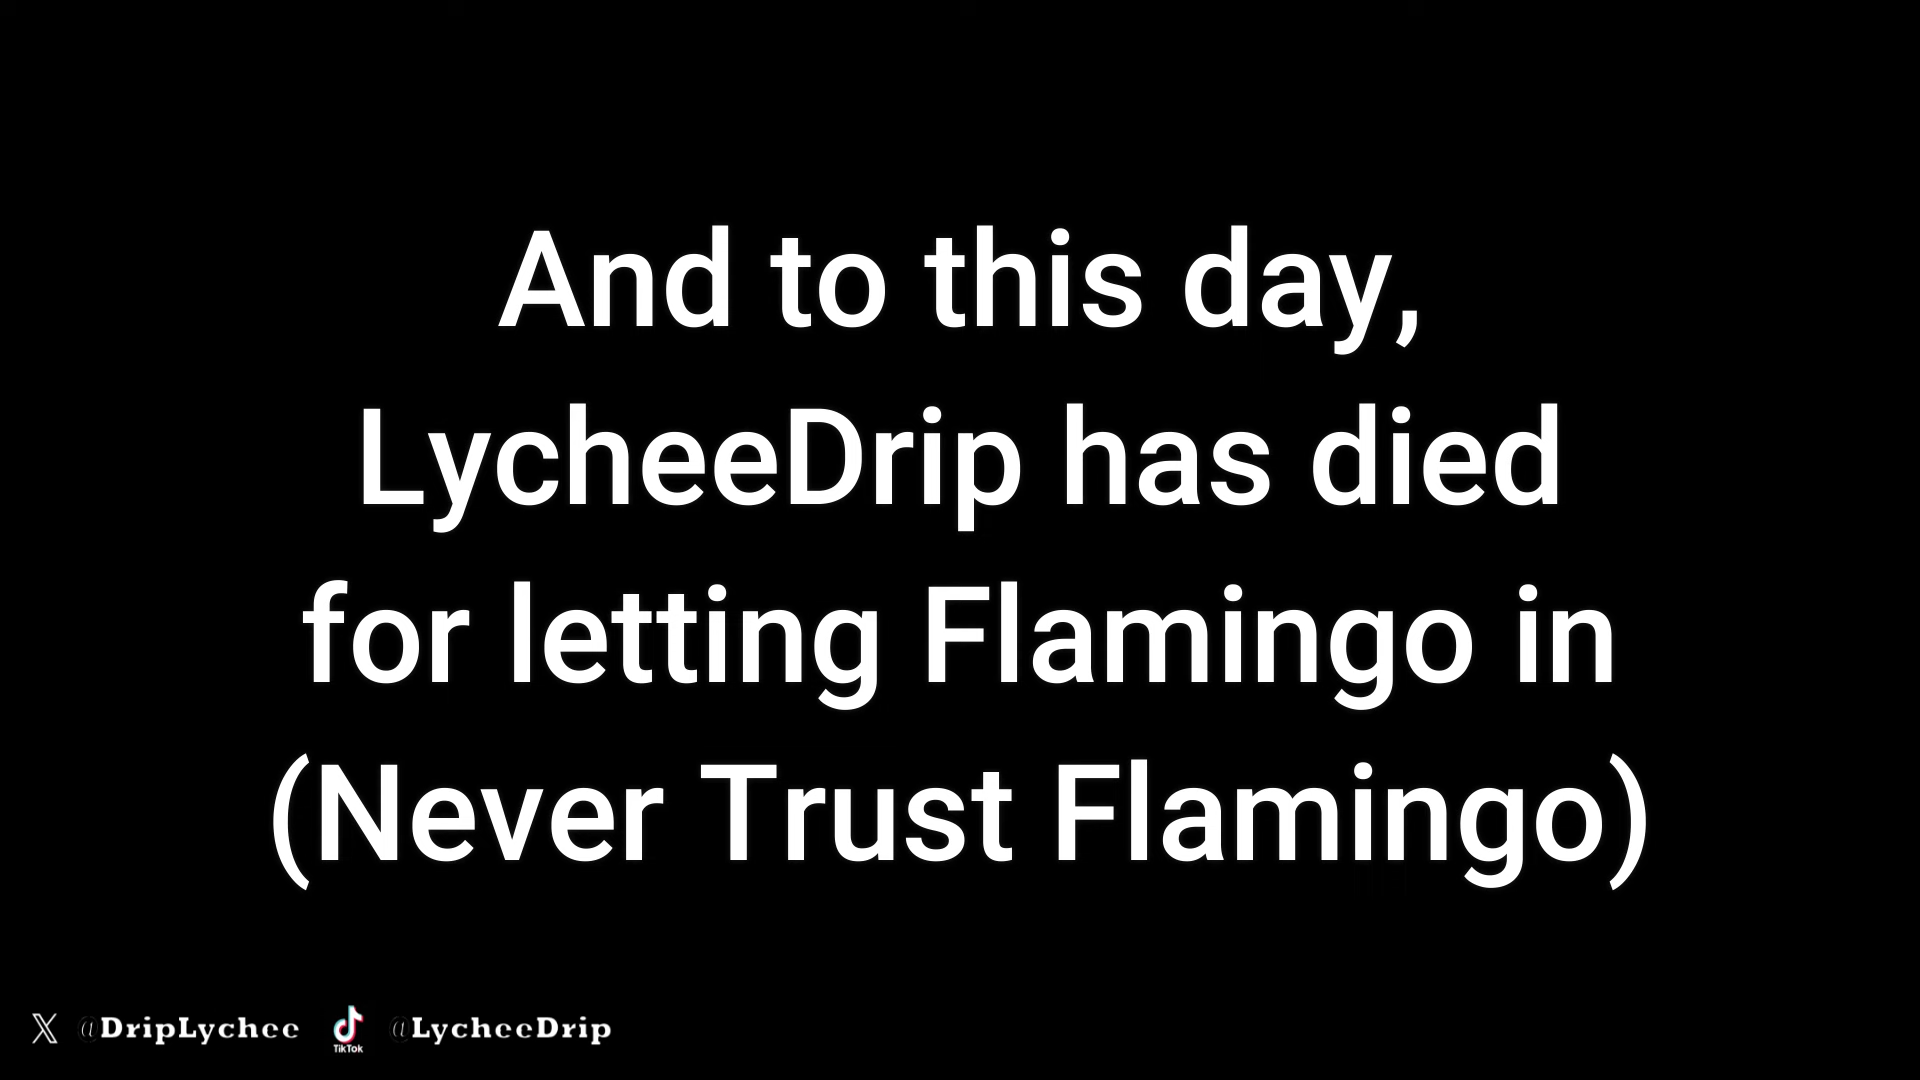 And to this day,
LycheeDrip has died
for letting Flamingo in
(Never Trust Flamingo)
X @DripLychee TikTok @LycheeDrip